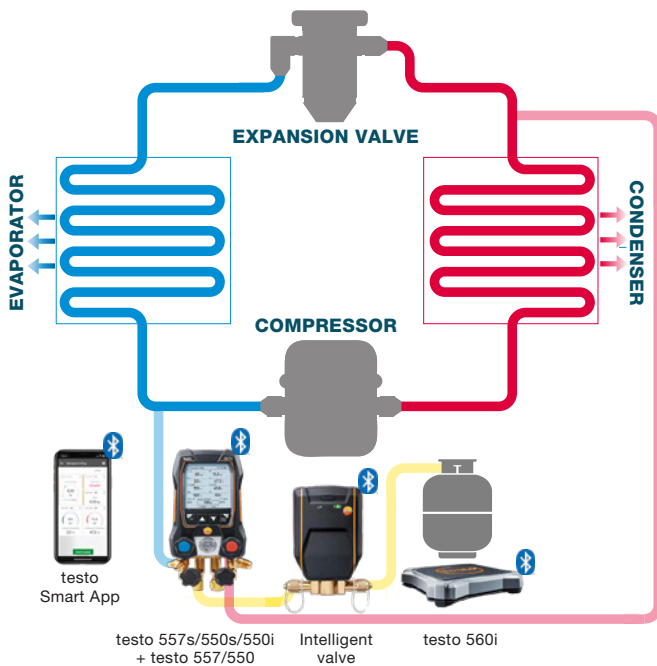 EXPANSION VALVE
EVAPORATOR
CONDENSER
COMPRESSOR
T
testo
Smart App
testo 557s/550s/550i
+ testo 557/550
Intelligent
valve
testo 560i